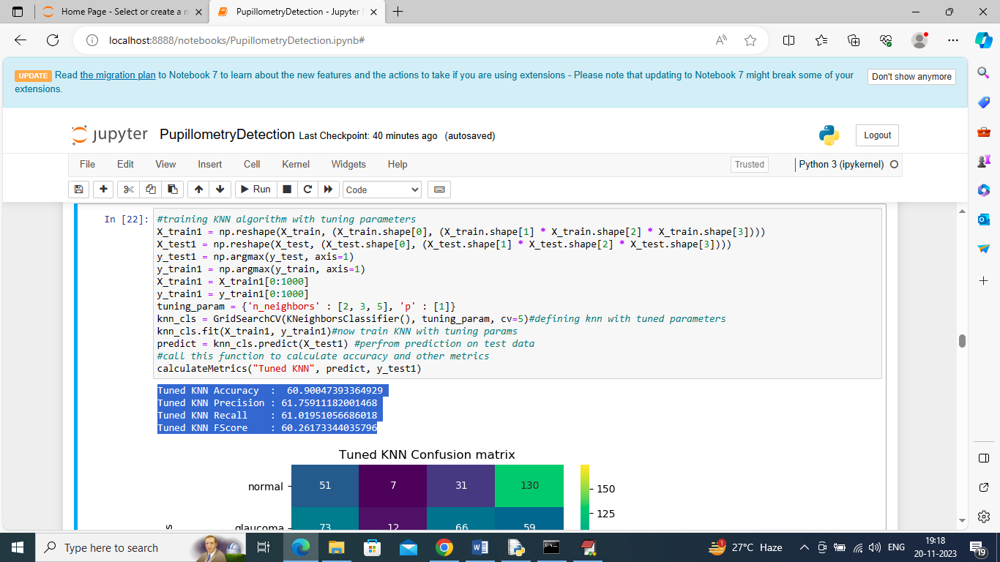 Home Page - Select or create a n
PupillometryDetection - Jupyter
localhost:8888/notebooks/PupillometryDetection.ipynb#
UPDATE Read the migration plan to Notebook 7 to learn about the new features and the actions to take if you are using extensions - Please note that updating to Notebook 7 might break some of your
extensions.
Don't show anymore
jupyter PupillometryDetection Last Checkpoint: 40 minutes ago (autosaved)
Logout
File Edit View Insert Cell Kernel Widgets Help
Trusted
Python 3 (ipykernel)
Run
Code
In [22]:
#training KNN algorithm with tuning parameters
X_train1 = np.reshape(X_train, (X_train.shape[0], (X_train.shape[1] * X_train.shape[2] * X_train.shape[3])))
X_test1 = np.reshape(X_test, (X_test.shape[0], (X_test.shape[1] * X_test.shape[2] * X_test.shape[3])))
y_test1 = np.argmax(y_test, axis=1)
y_train1 = np.argmax(y_train, axis=1)
X_train1 = X_train1[0:1000]
y_train1 = y_train1[0:1000]
tuning_param = {'n_neighbors' : [2, 3, 5], 'p' : [1]}
knn_cls = GridSearchCV(KNeighborsClassifier(), tuning_param, cv=5)#defining knn with tuned parameters
knn_cls.fit(X_train1, y_train1)#now train KNN with tuning params
predict = knn_cls.predict(X_test1) #perfrom prediction on test data
#call this function to calculate accuracy and other metrics
calculateMetrics("Tuned KNN", predict, y_test1)
Tuned KNN Accuracy  :  60.90047393364929
Tuned KNN Precision : 61.75911182001468
Tuned KNN Recall    : 61.01951056686018
Tuned KNN FScore    : 60.26173344035796
Tuned KNN Confusion matrix
normal 51 7 31 130
150
125
glaucoma 73 12 66 59
s
Type here to search
1
27°C Haze
ENG
19:18
20-11-2023
19